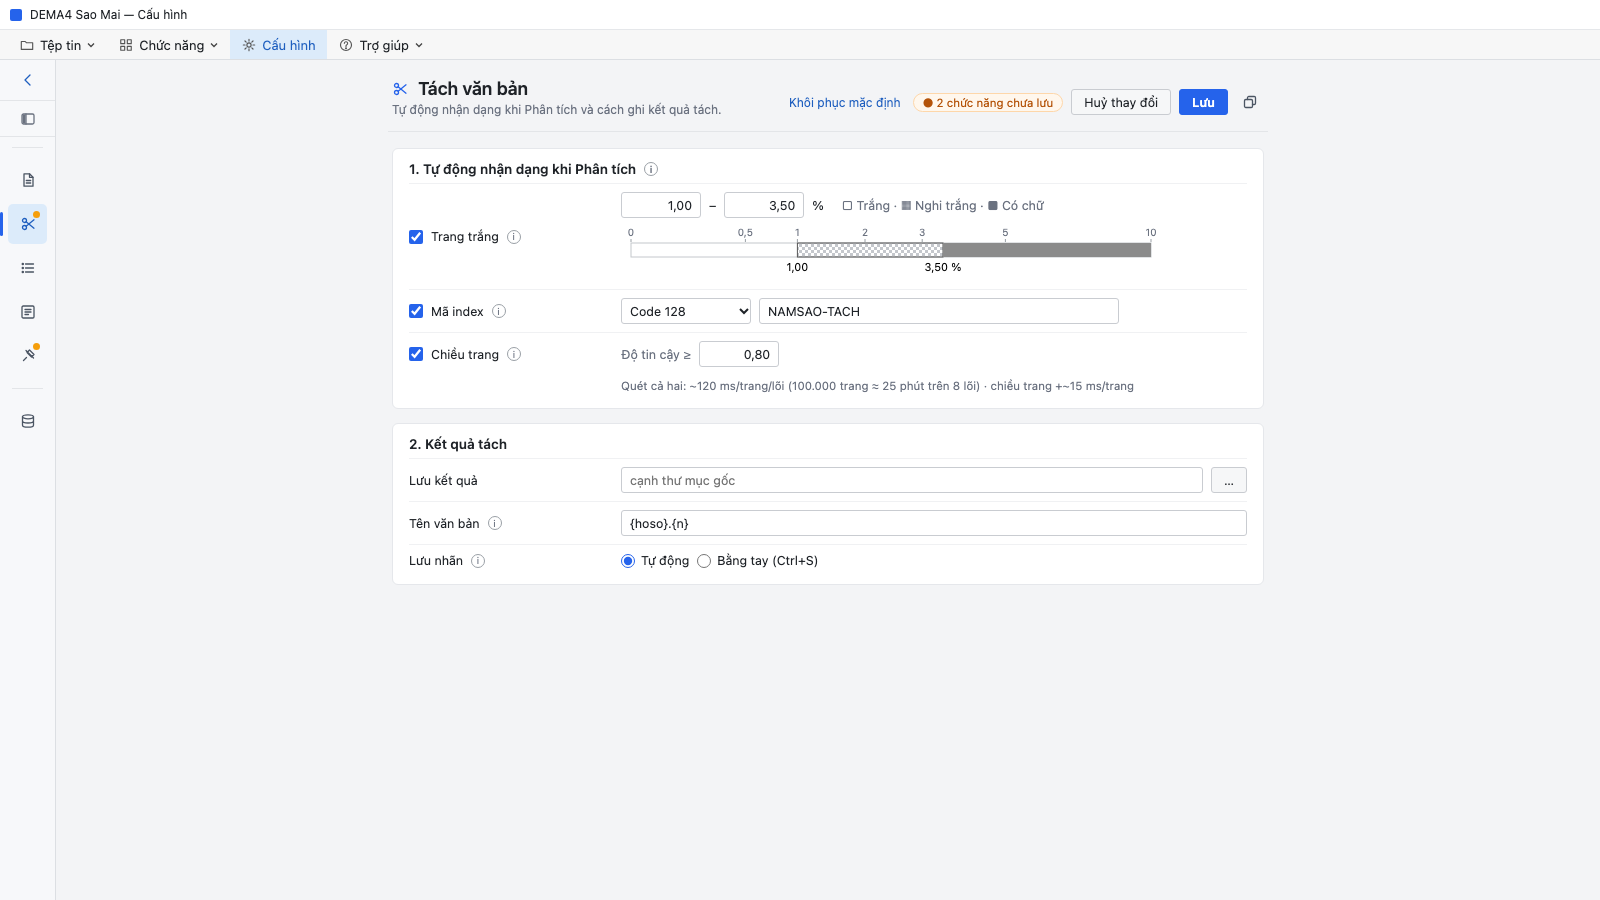 DEMA4 Sao Mai — Cấu hình
Tệp tin Chức năng Cấu hình Trợ giúp
Tách văn bản
Tự động nhận dạng khi Phân tích và cách ghi kết quả tách.
Khôi phục mặc định 2 chức năng chưa lưu Huỷ thay đổi Lưu
1. Tự động nhận dạng khi Phân tích
1,00 – 3,50 % Trắng · Nghi trắng · Có chữ
Trang trắng
0 0,5 1 2 3 5 10
1,00 3,50 %
Mã index Code 128 NAMSAO-TACH
Chiều trang Độ tin cậy ≥ 0,80
Quét cả hai: ~120 ms/trang/lõi (100.000 trang ≈ 25 phút trên 8 lõi) · chiều trang +~15 ms/trang
2. Kết quả tách
Lưu kết quả cạnh thư mục gốc ...
Tên văn bản {hoso}.{n}
Lưu nhãn Tự động Bằng tay (Ctrl+S)